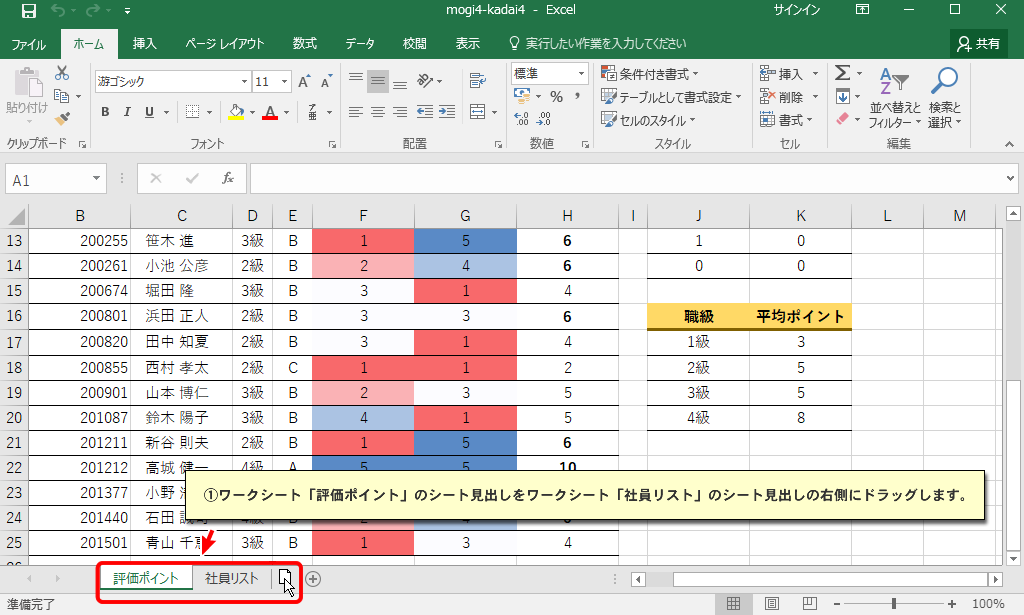 mogi4-kadai4 - Excel サインイン
ファイル ホーム 挿入 ページ レイアウト 数式 データ 校閲 表示 実行したい作業を入力してください 共有
貼り付け 游ゴシック 11 A A 標準 条件付き書式 挿入 Σ
% , テーブルとして書式設定 削除 並べ替えと 検索と
B I U A セルのスタイル 書式 フィルター 選択
クリップボード フォント 配置 数値 スタイル セル 編集
A1 fx
B C D E F G H I J K L M
13 200255 笹木 進 3級 B 1 5 6 1 0
14 200261 小池 公彦 2級 B 2 4 6 0 0
15 200674 堀田 隆 3級 B 3 1 4
16 200801 浜田 正人 2級 B 3 3 6 職級 平均ポイント
17 200820 田中 知夏 2級 B 3 1 4 1級 3
18 200855 西村 孝太 2級 C 1 1 2 2級 5
19 200901 山本 博仁 3級 B 2 3 5 3級 5
20 201087 鈴木 陽子 3級 B 4 1 5 4級 8
21 201211 新谷 則夫 2級 B 1 5 6
22 201212 高城 健一 4級 A 5 5 10
23 201377 小野
①ワークシート「評価ポイント」のシート見出しをワークシート「社員リスト」のシート見出しの右側にドラッグします。
24 201440 石田
25 201501 青山 千 3級 B 1 3 4
評価ポイント 社員リスト
準備完了 100%